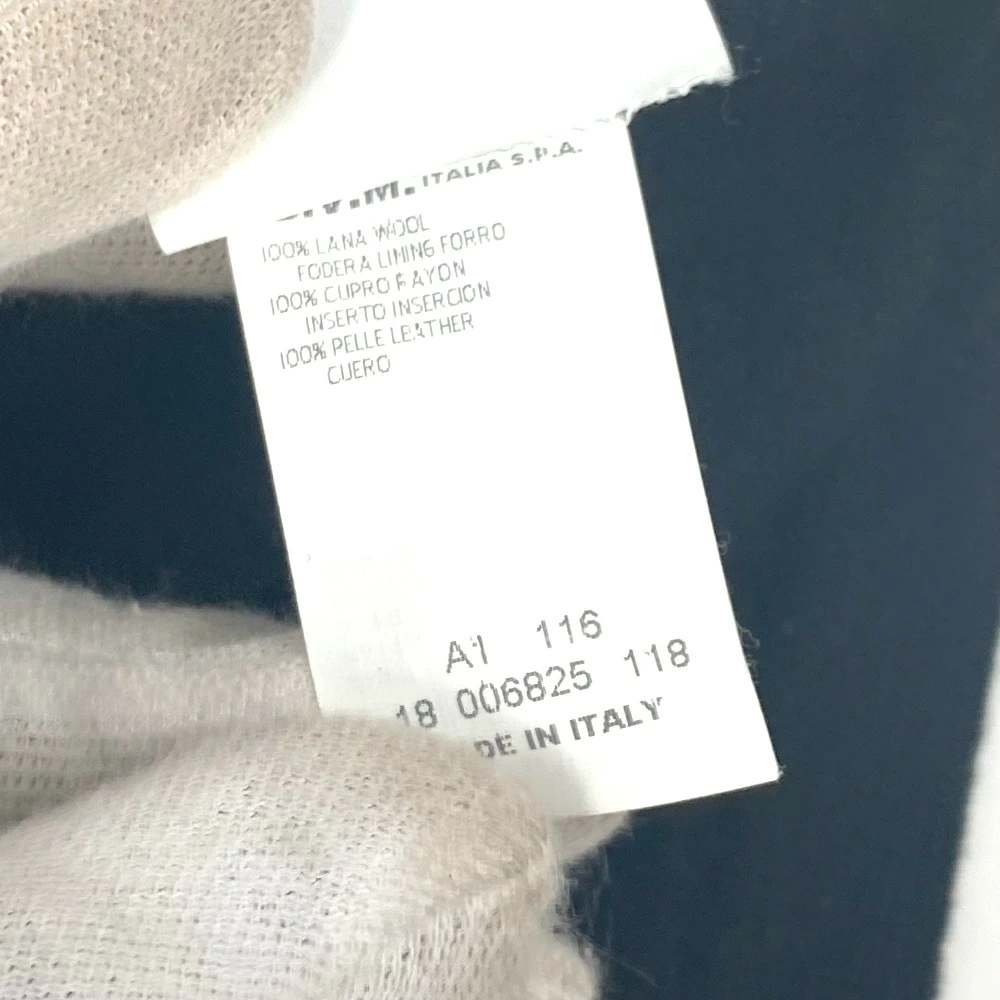 ITALIA S.P.A.
100% LANA WOOL
FODERA LINING FORRO
100% CUPRO RAYON
INSERTO INSERCION
100% PELLE LEATHER
CUERO
A1 116
18 006825 118
DE IN ITALY